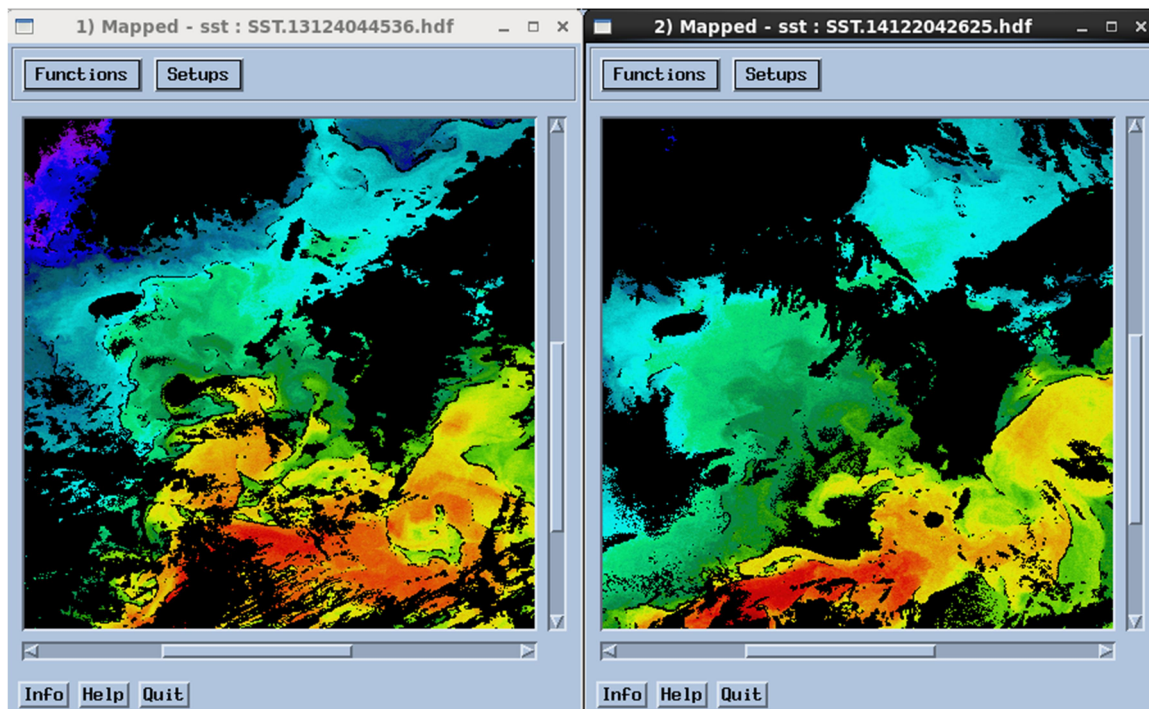 1) Mapped - sst : SST.13124044536.hdf
Functions Setups
Info Help Quit
2) Mapped - sst : SST.14122042625.hdf
Functions Setups
Info Help Quit